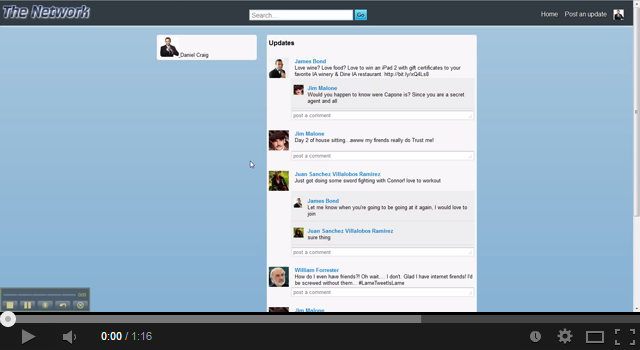 The Network
Search...
Go
Home
Post an update
Daniel Craig
Updates
James Bond
Love wine? Love food? Love to win an iPad 2 with gift certificates to your
favorite IA winery & Dine IA restaurant. http://bit.ly/xQ4Ls8
Jim Malone
Would you happen to know were Capone is? Since you are a secret
agent and all
post a comment
Jim Malone
Day 2 of house sitting...awww my firends really do Trust me!
post a comment
Juan Sanchez Villalobos Ramirez
Just got doing some sword fighting with Connor! love to workout
James Bond
Let me know when you're going to be going at it again, I would love to
join
Juan Sanchez Villalobos Ramirez
sure thing
post a comment
William Forrester
How do I even have friends?! Oh wait.... I don't. Glad I have internet firends! I'd
be screwed without them... #LameTweetIsLame
post a comment
Jim Malone
0:00 / 1:16